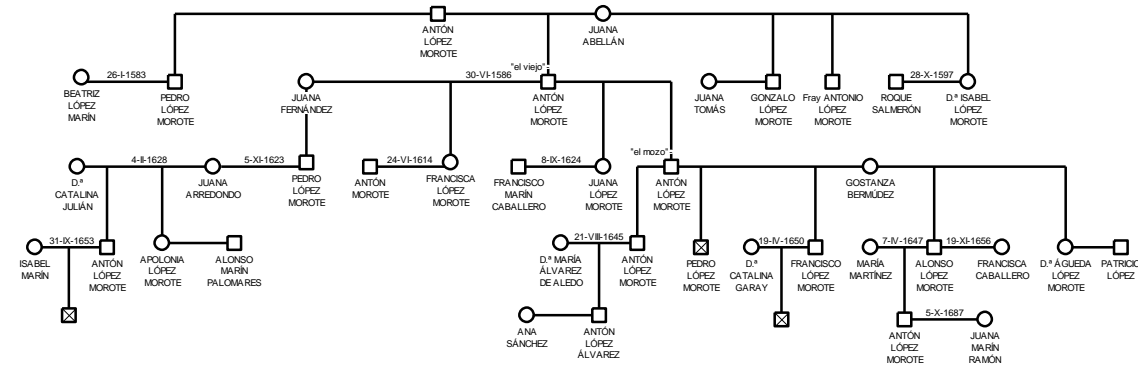 ANTÓN
LÓPEZ
MOROTE
JUANA
ABELLÁN
26-I-1583
BEATRIZ
LÓPEZ
MARÍN
PEDRO
LÓPEZ
MOROTE
30-VI-1586
"el viejo"
JUANA
FERNÁNDEZ
ANTÓN
LÓPEZ
MOROTE
JUANA
TOMÁS
GONZALO
LÓPEZ
MOROTE
Fray ANTONIO
LÓPEZ
MOROTE
28-X-1597
ROQUE
SALMERÓN
D.ª ISABEL
LÓPEZ
MOROTE
4-II-1628
5-XI-1623
D.ª
CATALINA
JULIÁN
JUANA
ARREDONDO
PEDRO
LÓPEZ
MOROTE
24-VI-1614
ANTÓN
MOROTE
FRANCISCA
LÓPEZ
MOROTE
8-IX-1624
FRANCISCO
MARÍN
CABALLERO
JUANA
LÓPEZ
MOROTE
"el mozo"
ANTÓN
LÓPEZ
MOROTE
GOSTANZA
BERMÚDEZ
31-IX-1653
ISABEL
MARÍN
ANTÓN
LÓPEZ
MOROTE
APOLONIA
LÓPEZ
MOROTE
ALONSO
MARÍN
PALOMARES
21-VIII-1645
D.ª MARÍA
ÁLVAREZ
DE ALEDO
ANTÓN
LÓPEZ
MOROTE
PEDRO
LÓPEZ
MOROTE
19-IV-1650
D.ª
CATALINA
GARAY
FRANCISCO
LÓPEZ
MOROTE
7-IV-1647
19-XI-1656
MARÍA
MARTÍNEZ
ALONSO
LÓPEZ
MOROTE
FRANCISCA
CABALLERO
D.ª ÁGUEDA
LÓPEZ
MOROTE
PATRICIO
LÓPEZ
ANA
SÁNCHEZ
ANTÓN
LÓPEZ
ÁLVAREZ
5-X-1687
ANTÓN
LÓPEZ
MOROTE
JUANA
MARÍN
RAMÓN